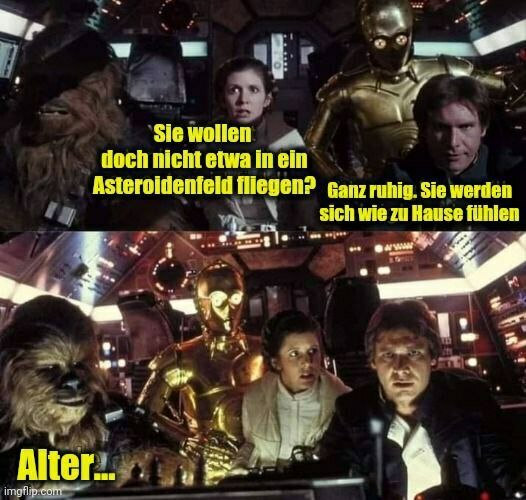 Sie wollen
doch nicht etwa in ein
Asteroidenfeld fliegen?
Ganz ruhig. Sie werden
sich wie zu Hause fühlen
Alter...
imgflip.com